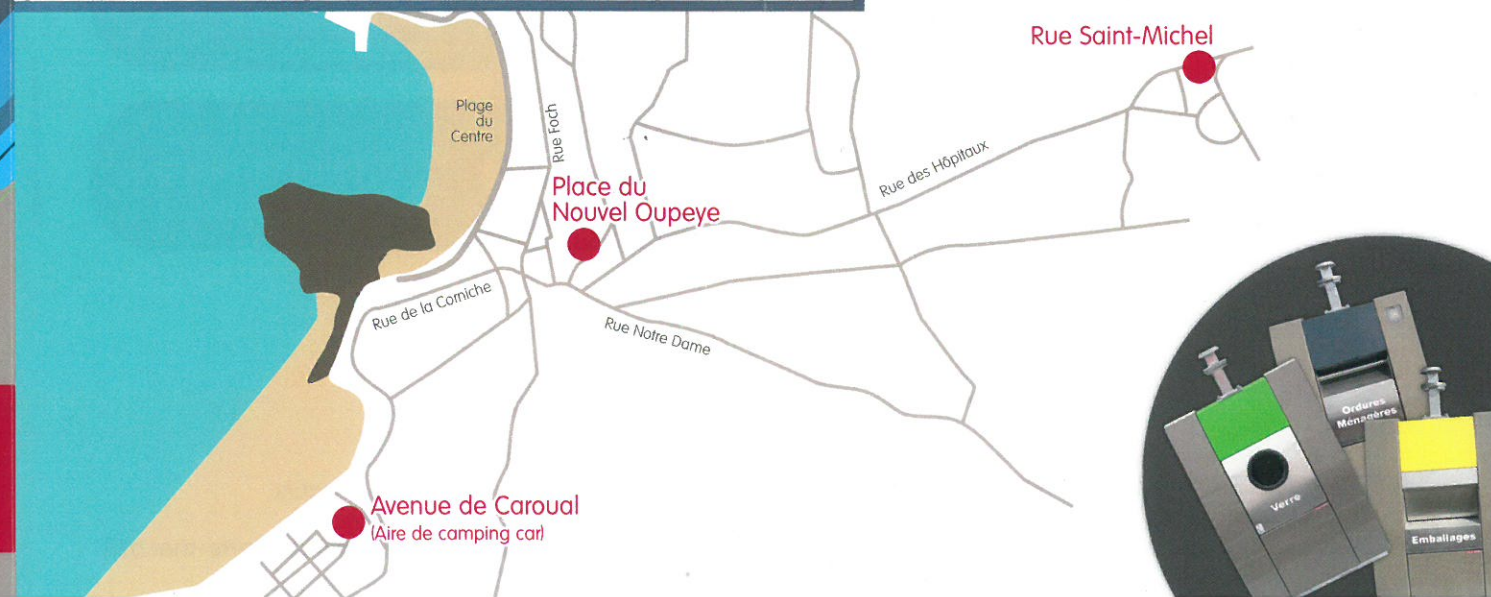 Rue Saint-Michel
Plage
du
Centre
Rue Foch
Rue des Hôpitaux
Place du
Nouvel Oupeye
Rue de la Corniche
Rue Notre Dame
Avenue de Caroual
(Aire de camping car)
Ordures
Ménagères
Verre
Emballages